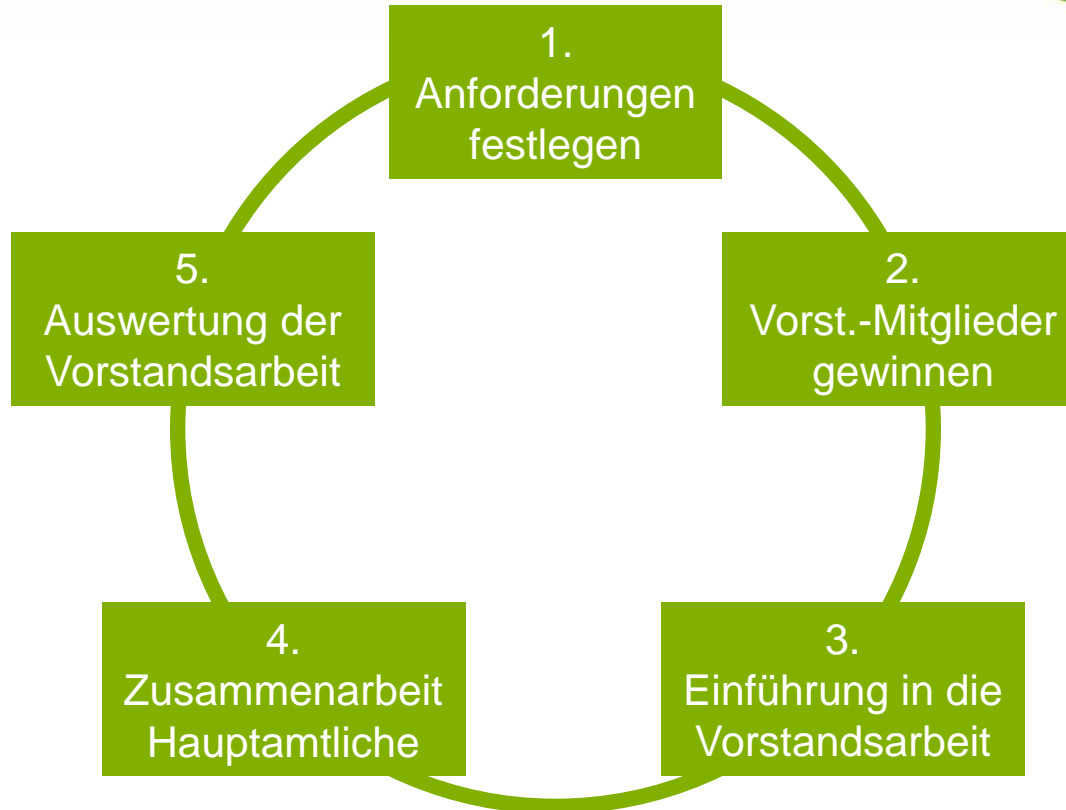 1.
Anforderungen
festlegen
2.
Vorst.-Mitglieder
gewinnen
3.
Einführung in die
Vorstandsarbeit
4.
Zusammenarbeit
Hauptamtliche
5.
Auswertung der
Vorstandsarbeit